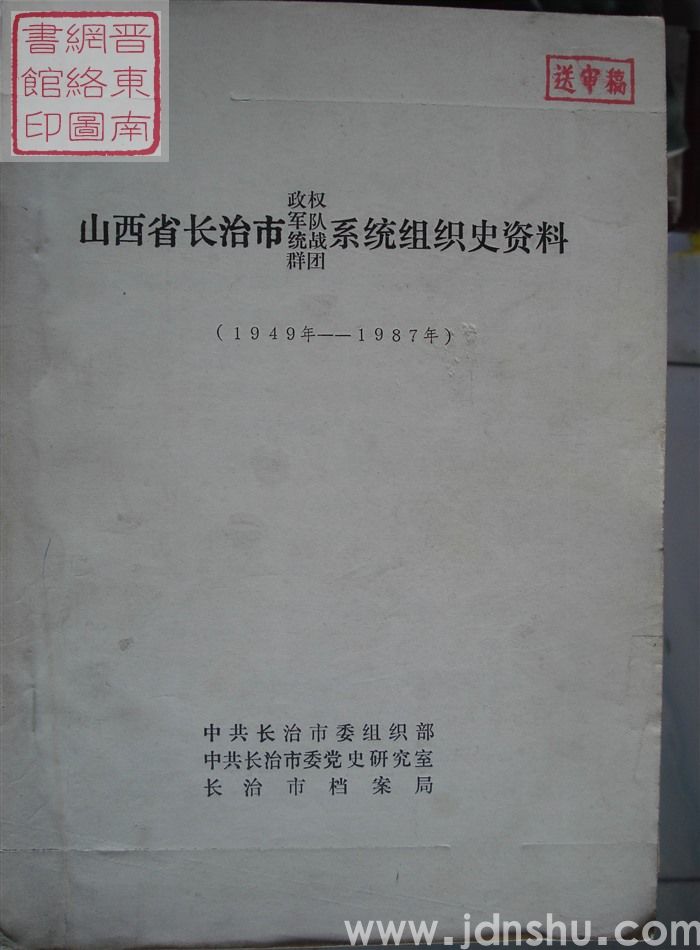 晋東南
網絡圖
書館印
送审稿
山西省长治市政权军队统战群团系统组织史资料
(1949年——1987年)
中共长治市委组织部
中共长治市委党史研究室
长治市档案局
www.jdnshu.com